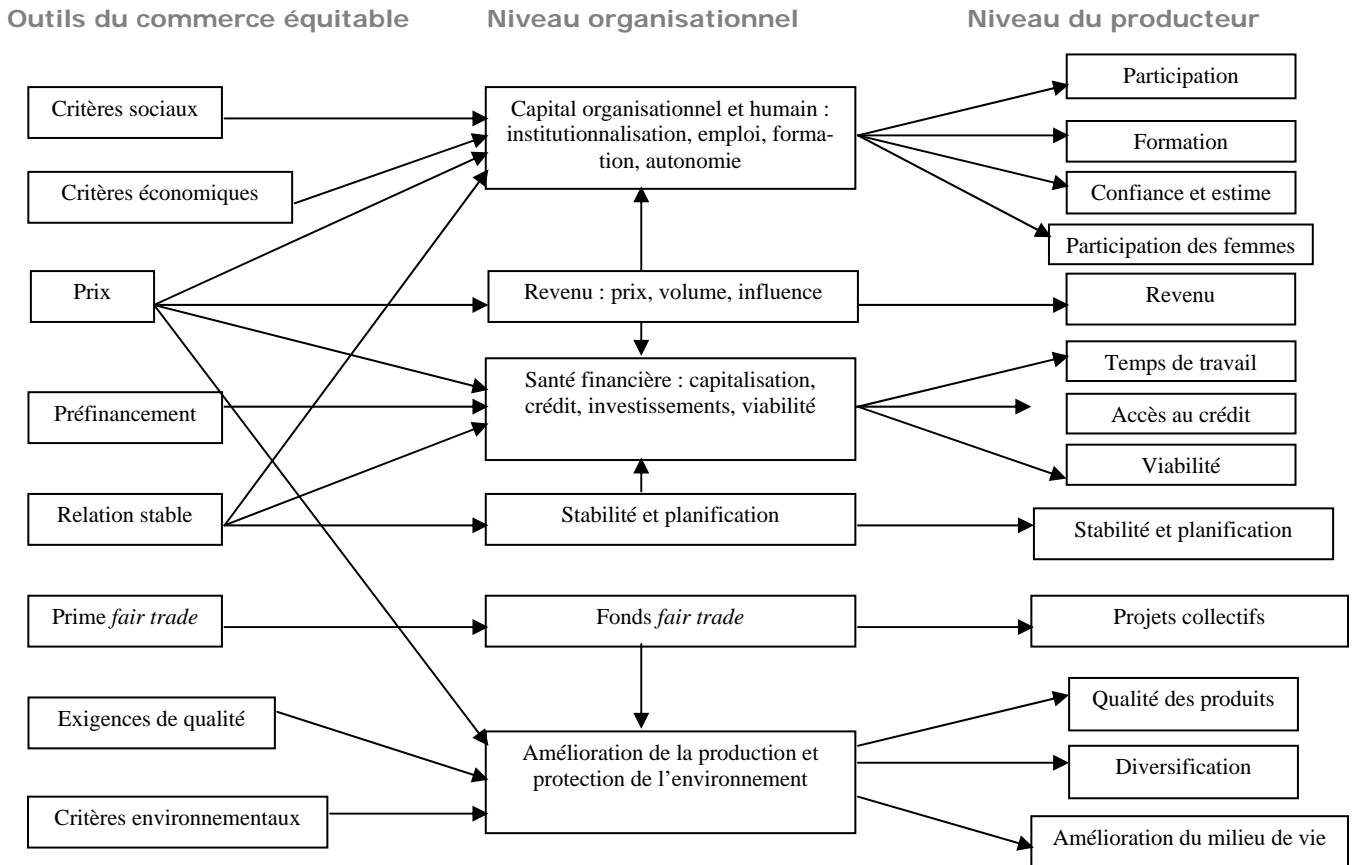 Outils du commerce équitable
Niveau organisationnel
Niveau du producteur
Critères sociaux
Critères économiques
Prix
Préfinancement
Relation stable
Prime fair trade
Exigences de qualité
Critères environnementaux
Capital organisationnel et humain :
institutionnalisation, emploi, forma-
tion, autonomie
Revenu : prix, volume, influence
Santé financière : capitalisation,
crédit, investissements, viabilité
Stabilité et planification
Fonds fair trade
Amélioration de la production et
protection de l’environnement
Participation
Formation
Confiance et estime
Participation des femmes
Revenu
Temps de travail
Accès au crédit
Viabilité
Stabilité et planification
Projets collectifs
Qualité des produits
Diversification
Amélioration du milieu de vie